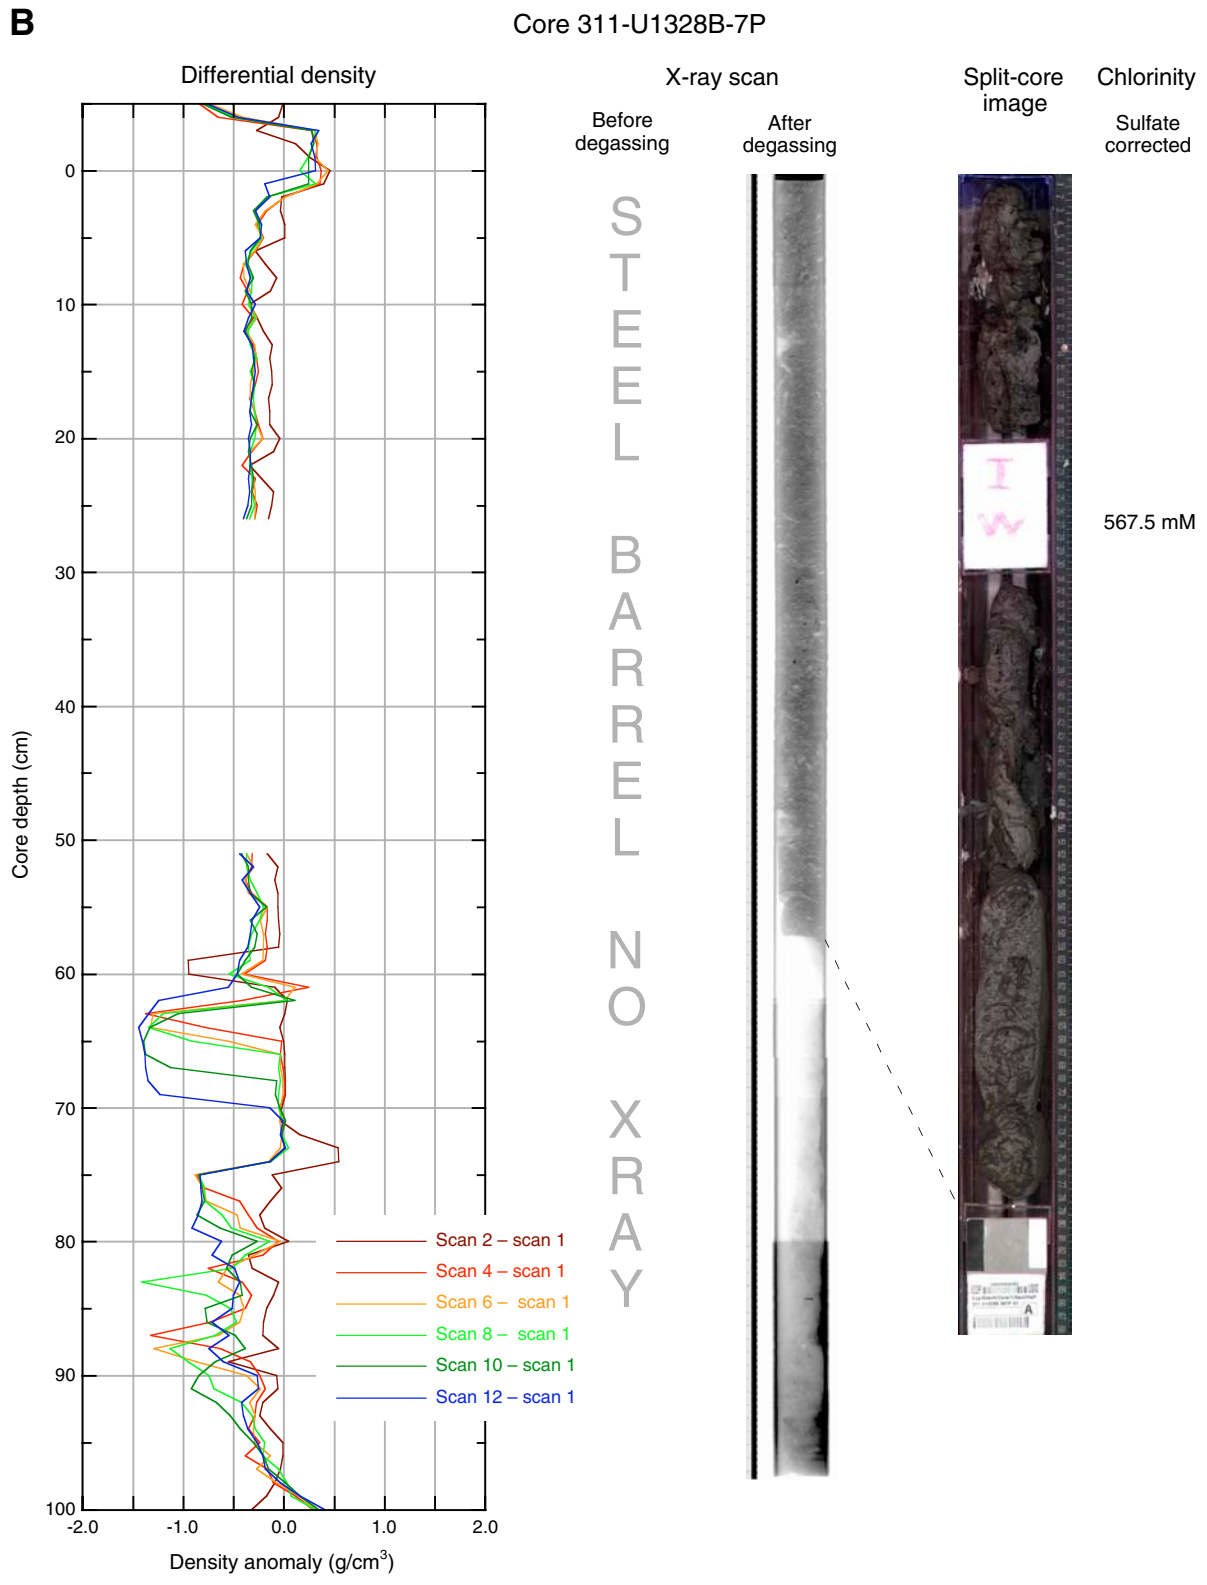 B
Core 311-U1328B-7P
Differential density
X-ray scan
Split-core
image
Chlorinity
Before
degassing
After
degassing
Sulfate
corrected
0
10
20
30
40
50
60
70
80
90
100
Core depth (cm)
-2.0 -1.0 0.0 1.0 2.0
Density anomaly (g/cm³)
Scan 2 – scan 1
Scan 4 – scan 1
Scan 6 – scan 1
Scan 8 – scan 1
Scan 10 – scan 1
Scan 12 – scan 1
S
T
E
E
L
B
A
R
R
E
L
N
O
X
R
A
Y
I
W
567.5 mM
A